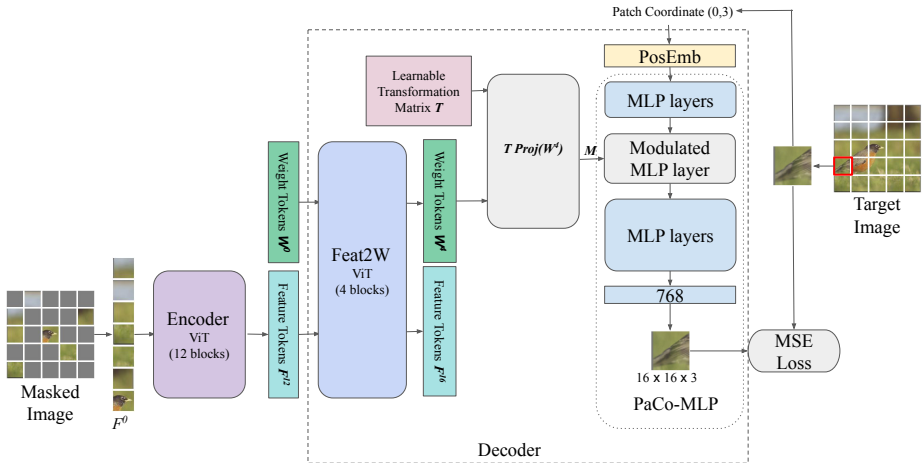 Patch Coordinate (0,3)
PosEmb
Learnable
Transformation
Matrix T
MLP layers
T Proj(W⁴)
M
Modulated
MLP layer
Weight Tokens W⁰
Weight Tokens W⁴
Target
Image
MLP layers
Feat2W
ViT
(4 blocks)
Encoder
ViT
(12 blocks)
Feature Tokens F¹²
Feature Tokens F¹⁶
768
MSE
Loss
Masked
Image
F⁰
16 x 16 x 3
PaCo-MLP
Decoder